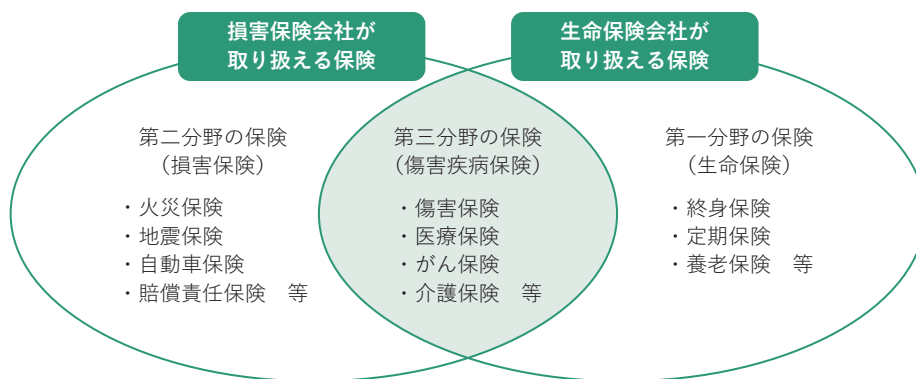 損害保険会社が
取り扱える保険
生命保険会社が
取り扱える保険
第二分野の保険
（損害保険）
・火災保険
・地震保険
・自動車保険
・賠償責任保険　等
第三分野の保険
（傷害疾病保険）
・傷害保険
・医療保険
・がん保険
・介護保険　等
第一分野の保険
（生命保険）
・終身保険
・定期保険
・養老保険　等